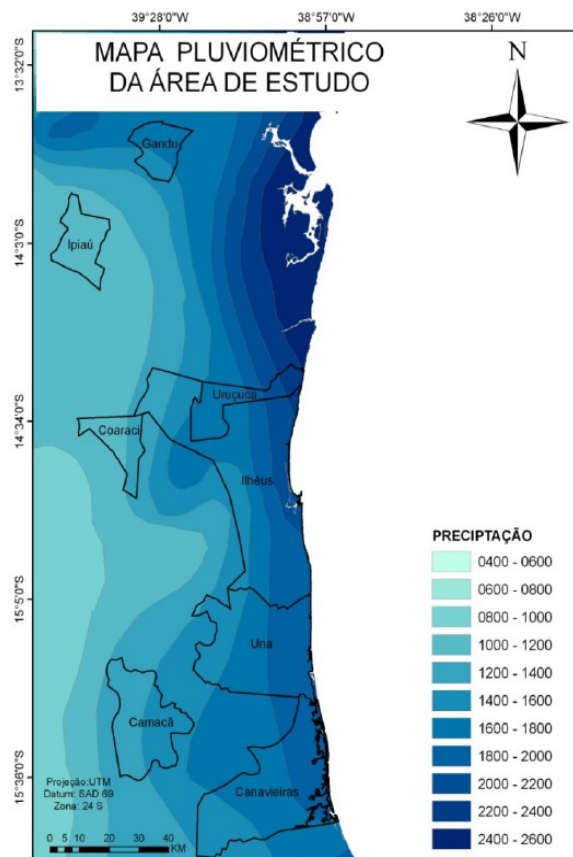 39°28'0"W
38°57'0"W
38°26'0"W
MAPA PLUVIOMÉTRICO
DA ÁREA DE ESTUDO
N
13°32'0"S
Gandu
Ipiaú
14°3'0"S
Uruçuca
14°34'0"S
Coaraci
Ilhéus
15°5'0"S
Una
Camacã
15°36'0"S
Canavieiras
Projeção:UTM
Datum: SAD 69
Zona: 24 S
0 5 10 20 30 40
KM
PRECIPTAÇÃO
0400 - 0600
0600 - 0800
0800 - 1000
1000 - 1200
1200 - 1400
1400 - 1600
1600 - 1800
1800 - 2000
2000 - 2200
2200 - 2400
2400 - 2600